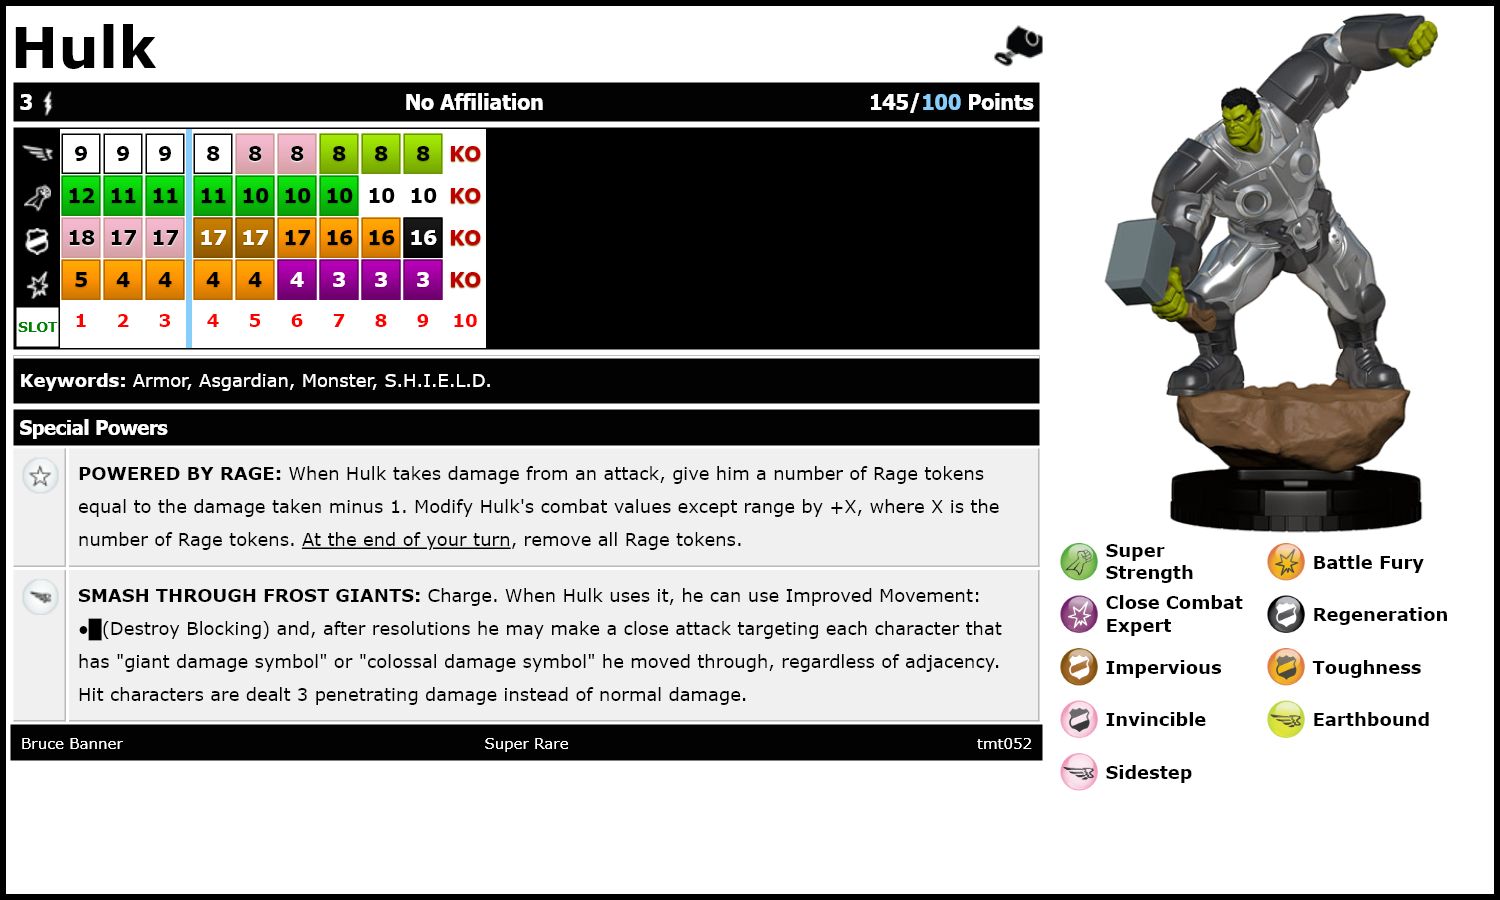 Hulk
3 No Affiliation 145/100 Points
9 9 9 8 8 8 8 8 8 KO
12 11 11 11 10 10 10 10 10 KO
18 17 17 17 17 17 16 16 16 KO
5 4 4 4 4 4 3 3 3 KO
SLOT 1 2 3 4 5 6 7 8 9 10
Keywords: Armor, Asgardian, Monster, S.H.I.E.L.D.
Special Powers
POWERED BY RAGE: When Hulk takes damage from an attack, give him a number of Rage tokens
equal to the damage taken minus 1. Modify Hulk's combat values except range by +X, where X is the
number of Rage tokens. At the end of your turn, remove all Rage tokens.
SMASH THROUGH FROST GIANTS: Charge. When Hulk uses it, he can use Improved Movement:
●█(Destroy Blocking) and, after resolutions he may make a close attack targeting each character that
has "giant damage symbol" or "colossal damage symbol" he moved through, regardless of adjacency.
Hit characters are dealt 3 penetrating damage instead of normal damage.
Bruce Banner Super Rare tmt052
Super
Strength
Battle Fury
Close Combat
Expert
Regeneration
Impervious
Toughness
Invincible
Earthbound
Sidestep